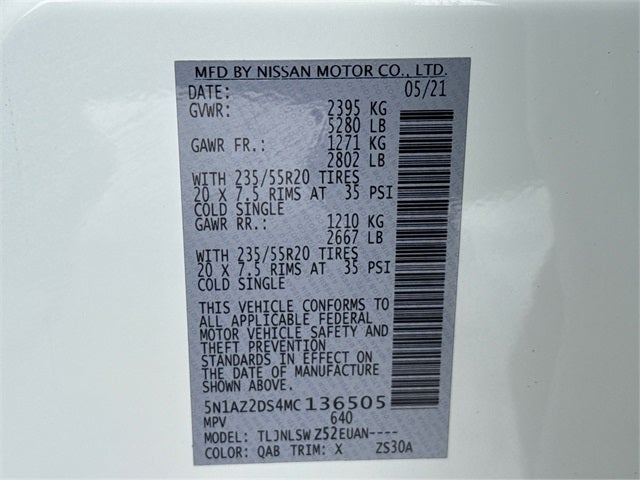 MFD BY NISSAN MOTOR CO., LTD.
DATE: 05/21
GVWR: 2395 KG
5280 LB
GAWR FR.: 1271 KG
2802 LB
WITH 235/55R20 TIRES
20 X 7.5 RIMS AT 35 PSI
COLD SINGLE
GAWR RR.: 1210 KG
2667 LB
WITH 235/55R20 TIRES
20 X 7.5 RIMS AT 35 PSI
COLD SINGLE
THIS VEHICLE CONFORMS TO
ALL APPLICABLE FEDERAL
MOTOR VEHICLE SAFETY AND
THEFT PREVENTION
STANDARDS IN EFFECT ON
THE DATE OF MANUFACTURE
SHOWN ABOVE.
5N1AZ2DS4MC136505
MPV 640
MODEL: TLJNLSWZ52EUAN----
COLOR: QAB TRIM: X ZS30A